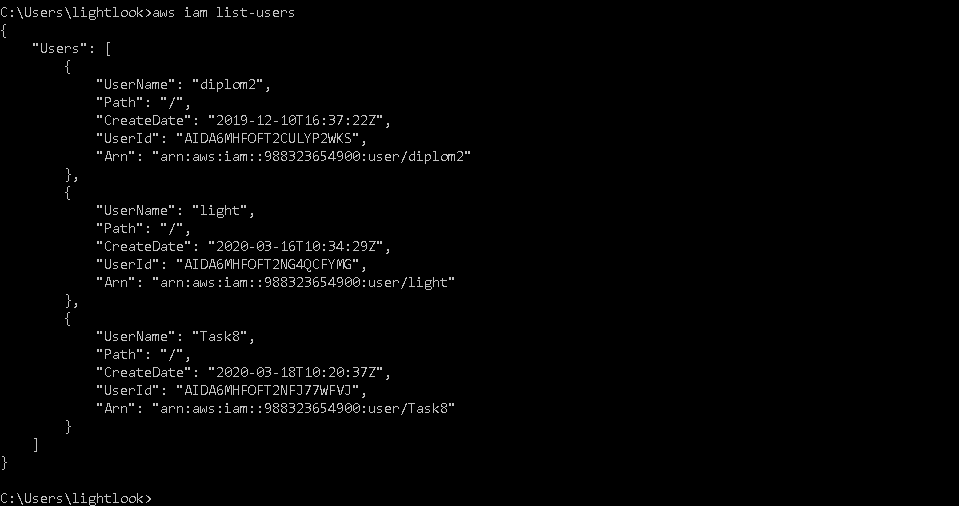 C:\Users\lightlook>aws iam list-users
{
    "Users": [
        {
            "UserName": "diplom2",
            "Path": "/",
            "CreateDate": "2019-12-10T16:37:22Z",
            "UserId": "AIDA6MHFOFT2CULYP2WKS",
            "Arn": "arn:aws:iam::988323654900:user/diplom2"
        },
        {
            "UserName": "light",
            "Path": "/",
            "CreateDate": "2020-03-16T10:34:29Z",
            "UserId": "AIDA6MHFOFT2NG4QCFYMG",
            "Arn": "arn:aws:iam::988323654900:user/light"
        },
        {
            "UserName": "Task8",
            "Path": "/",
            "CreateDate": "2020-03-18T10:20:37Z",
            "UserId": "AIDA6MHFOFT2NFJ77WFVJ",
            "Arn": "arn:aws:iam::988323654900:user/Task8"
        }
    ]
}
C:\Users\lightlook>